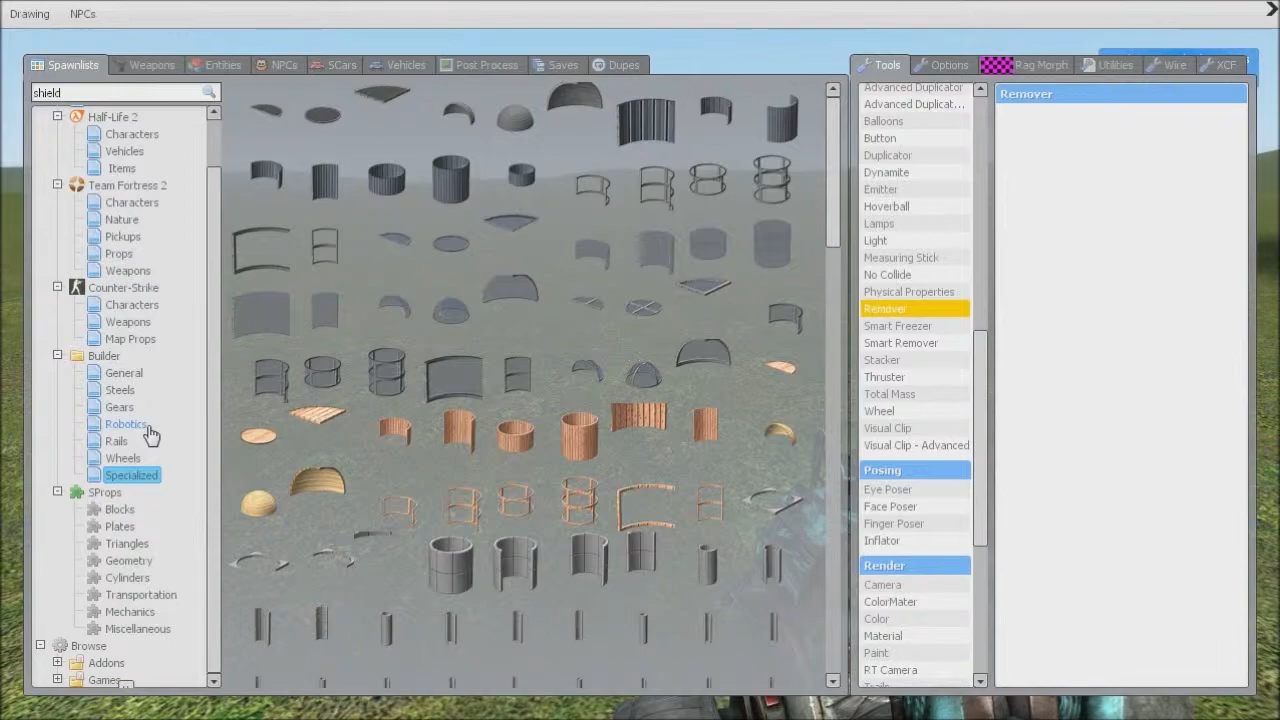 Drawing NPCs
Spawnlists Weapons Entities NPCs SCars Vehicles Post Process Saves Dupes
Tools Options Rag Morph Utilities Wire XCF
shield
Half-Life 2
Characters
Vehicles
Items
Team Fortress 2
Characters
Nature
Pickups
Props
Weapons
Counter-Strike
Characters
Weapons
Map Props
Builder
General
Steels
Gears
Robotics
Rails
Wheels
Specialized
SProps
Blocks
Plates
Triangles
Geometry
Cylinders
Transportation
Mechanics
Miscellaneous
Browse
Addons
Games
Advanced Duplicator
Advanced Duplicat...
Balloons
Button
Duplicator
Dynamite
Emitter
Hoverball
Lamps
Light
Measuring Stick
No Collide
Physical Properties
Remover
Smart Freezer
Smart Remover
Stacker
Thruster
Total Mass
Wheel
Visual Clip
Visual Clip - Advanced
Posing
Eye Poser
Face Poser
Finger Poser
Inflator
Render
Camera
ColorMater
Color
Material
Paint
RT Camera
Trails
Remover